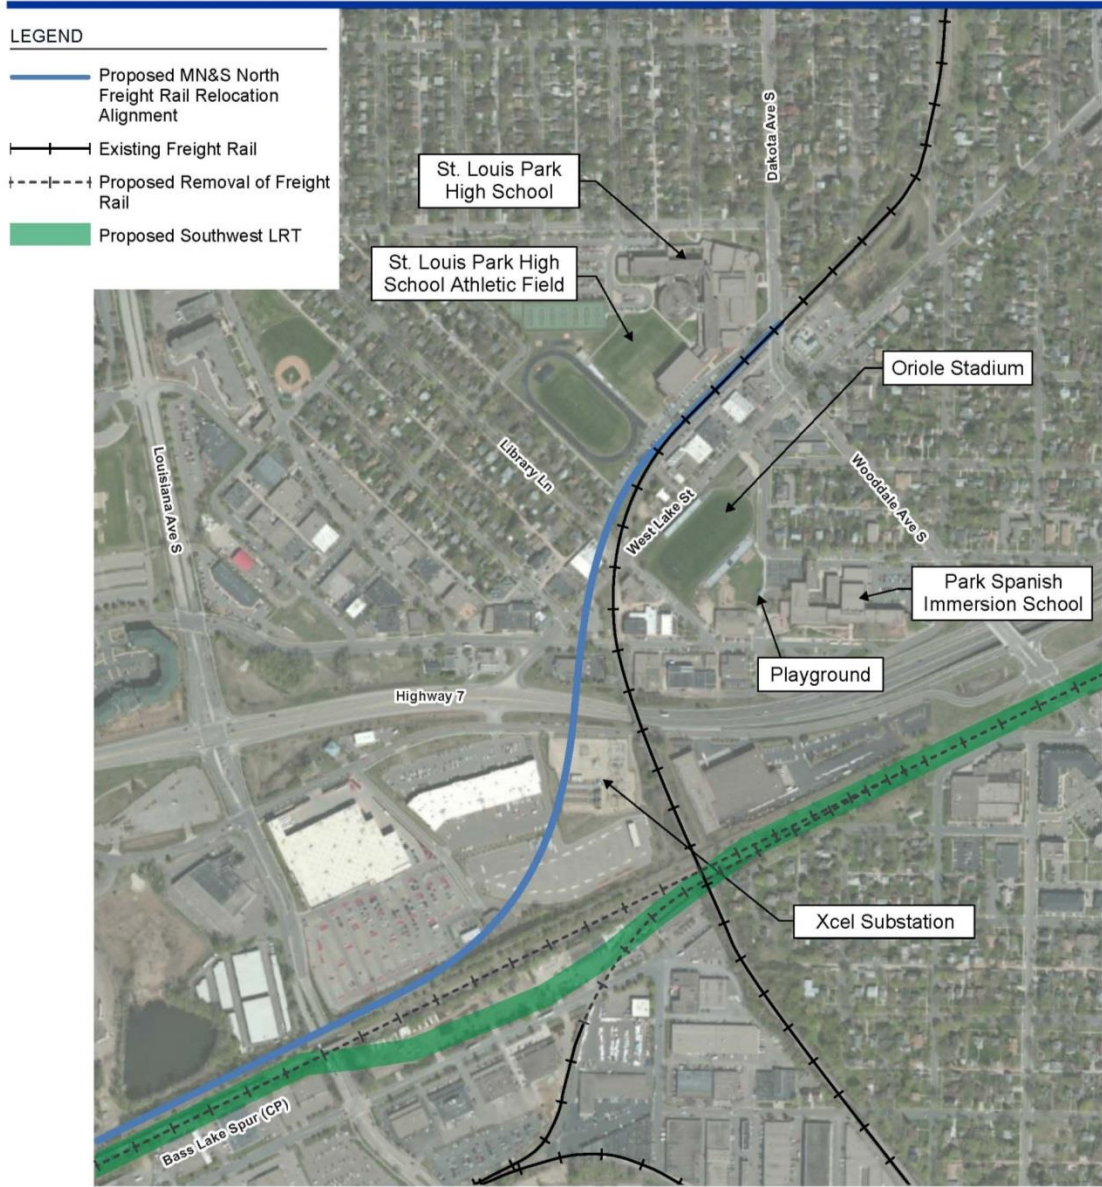 LEGEND
Proposed MN&S North
Freight Rail Relocation
Alignment
Existing Freight Rail
Proposed Removal of Freight
Rail
Proposed Southwest LRT
St. Louis Park
High School
Dakota Ave S
St. Louis Park High
School Athletic Field
Oriole Stadium
Louisiana Ave S
Library Ln
West Lake St
Wooddale Ave S
Park Spanish
Immersion School
Playground
Highway 7
Xcel Substation
Bass Lake Spur (CP)